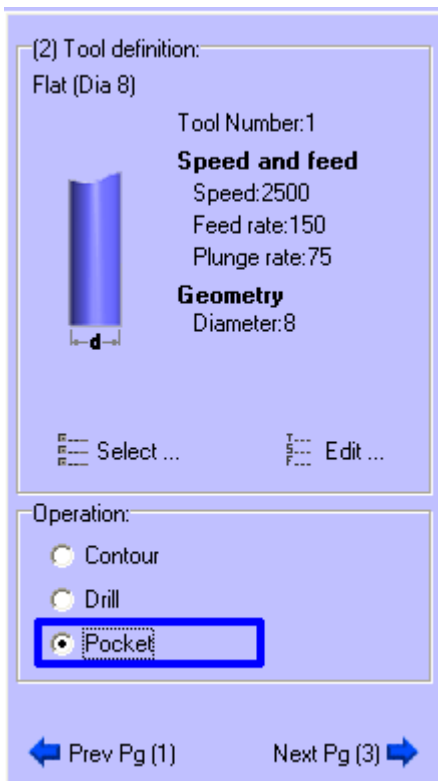 (2) Tool definition:
Flat (Dia 8)
Tool Number:1
Speed and feed
Speed:2500
Feed rate:150
Plunge rate:75
Geometry
Diameter:8
d
Select ...
T
S
F
Edit ...
Operation:
Contour
Drill
Pocket
Prev Pg (1)
Next Pg (3)